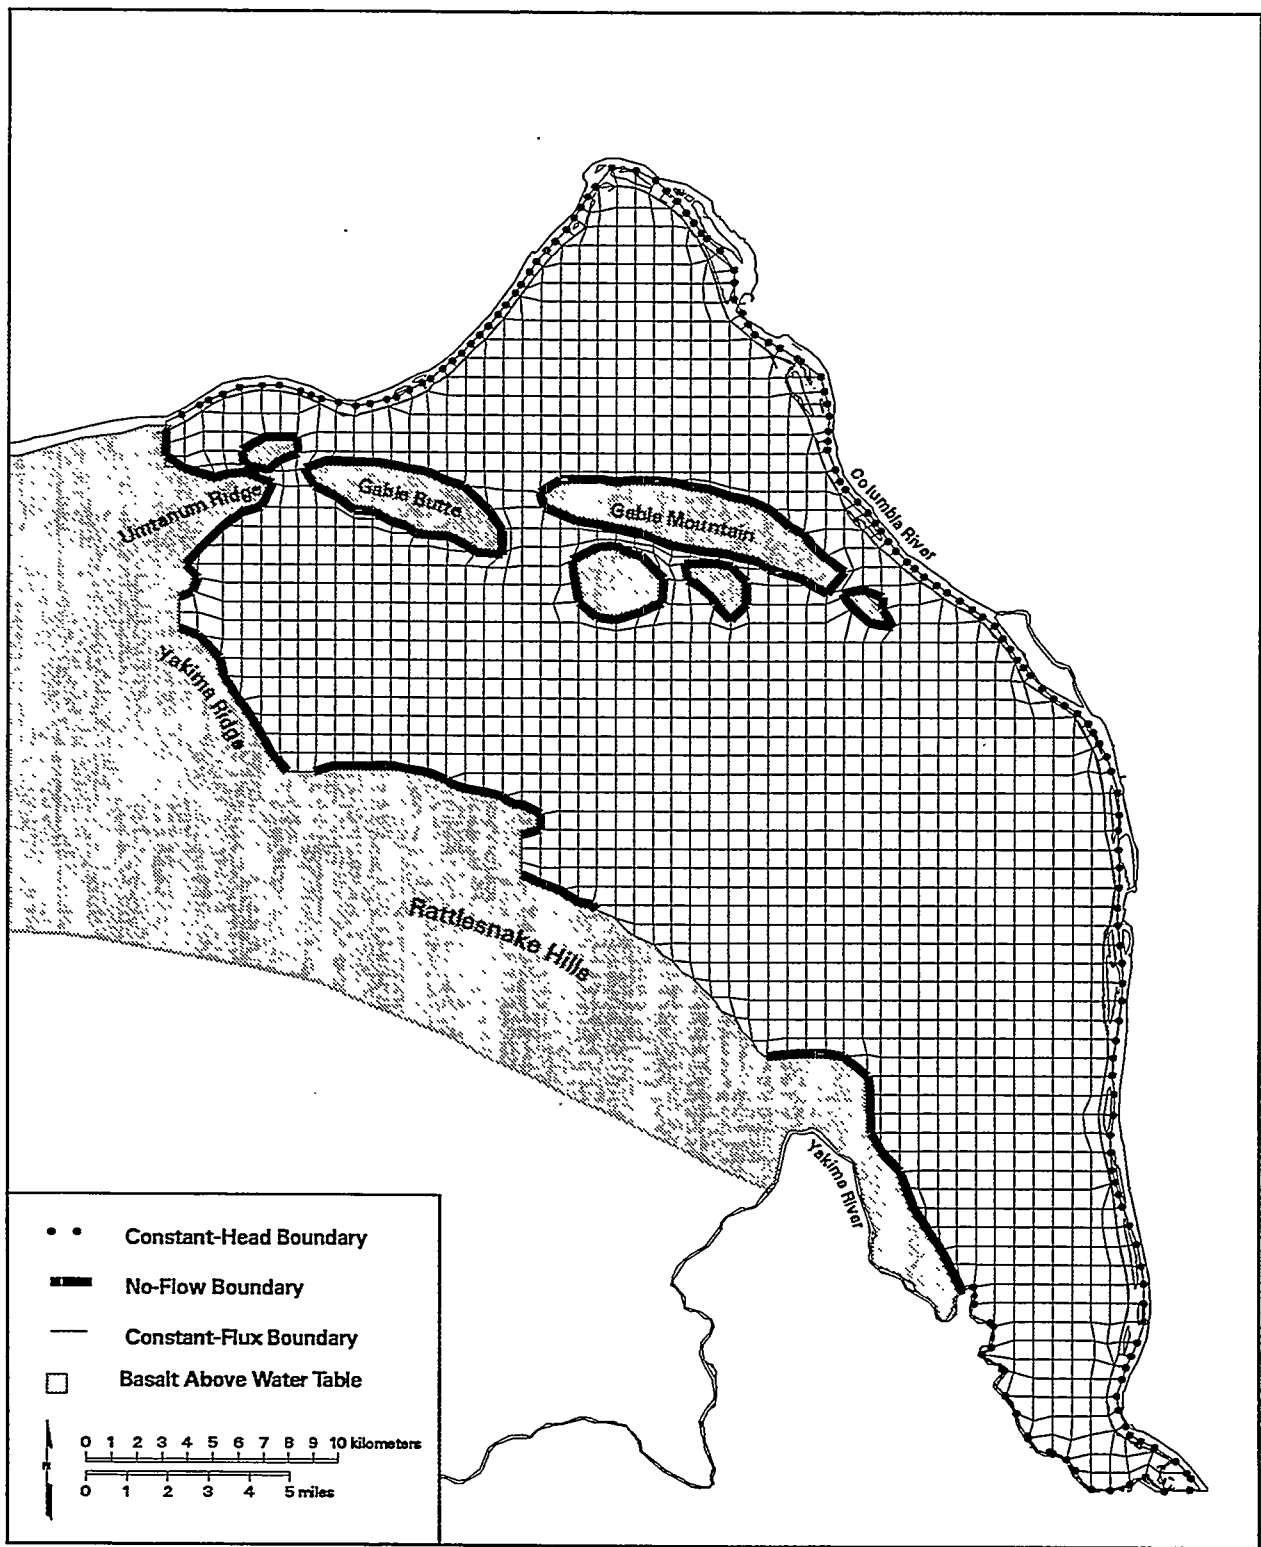 Columbia River
Gable Butte
Umtanum Ridge
Gable Mountain
Yakima Ridge
Rattlesnake Hills
Yakima River
Constant-Head Boundary
No-Flow Boundary
Constant-Flux Boundary
Basalt Above Water Table
0 1 2 3 4 5 6 7 8 9 10 kilometers
0 1 2 3 4 5 miles